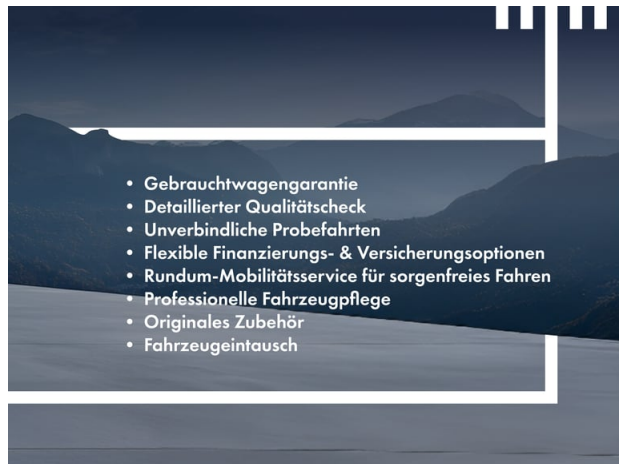 • Gebrauchtwagengarantie
• Detaillierter Qualitätscheck
• Unverbindliche Probefahrten
• Flexible Finanzierungs- & Versicherungsoptionen
• Rundum-Mobilitätsservice für sorgenfreies Fahren
• Professionelle Fahrzeugpflege
• Originales Zubehör
• Fahrzeugeintausch